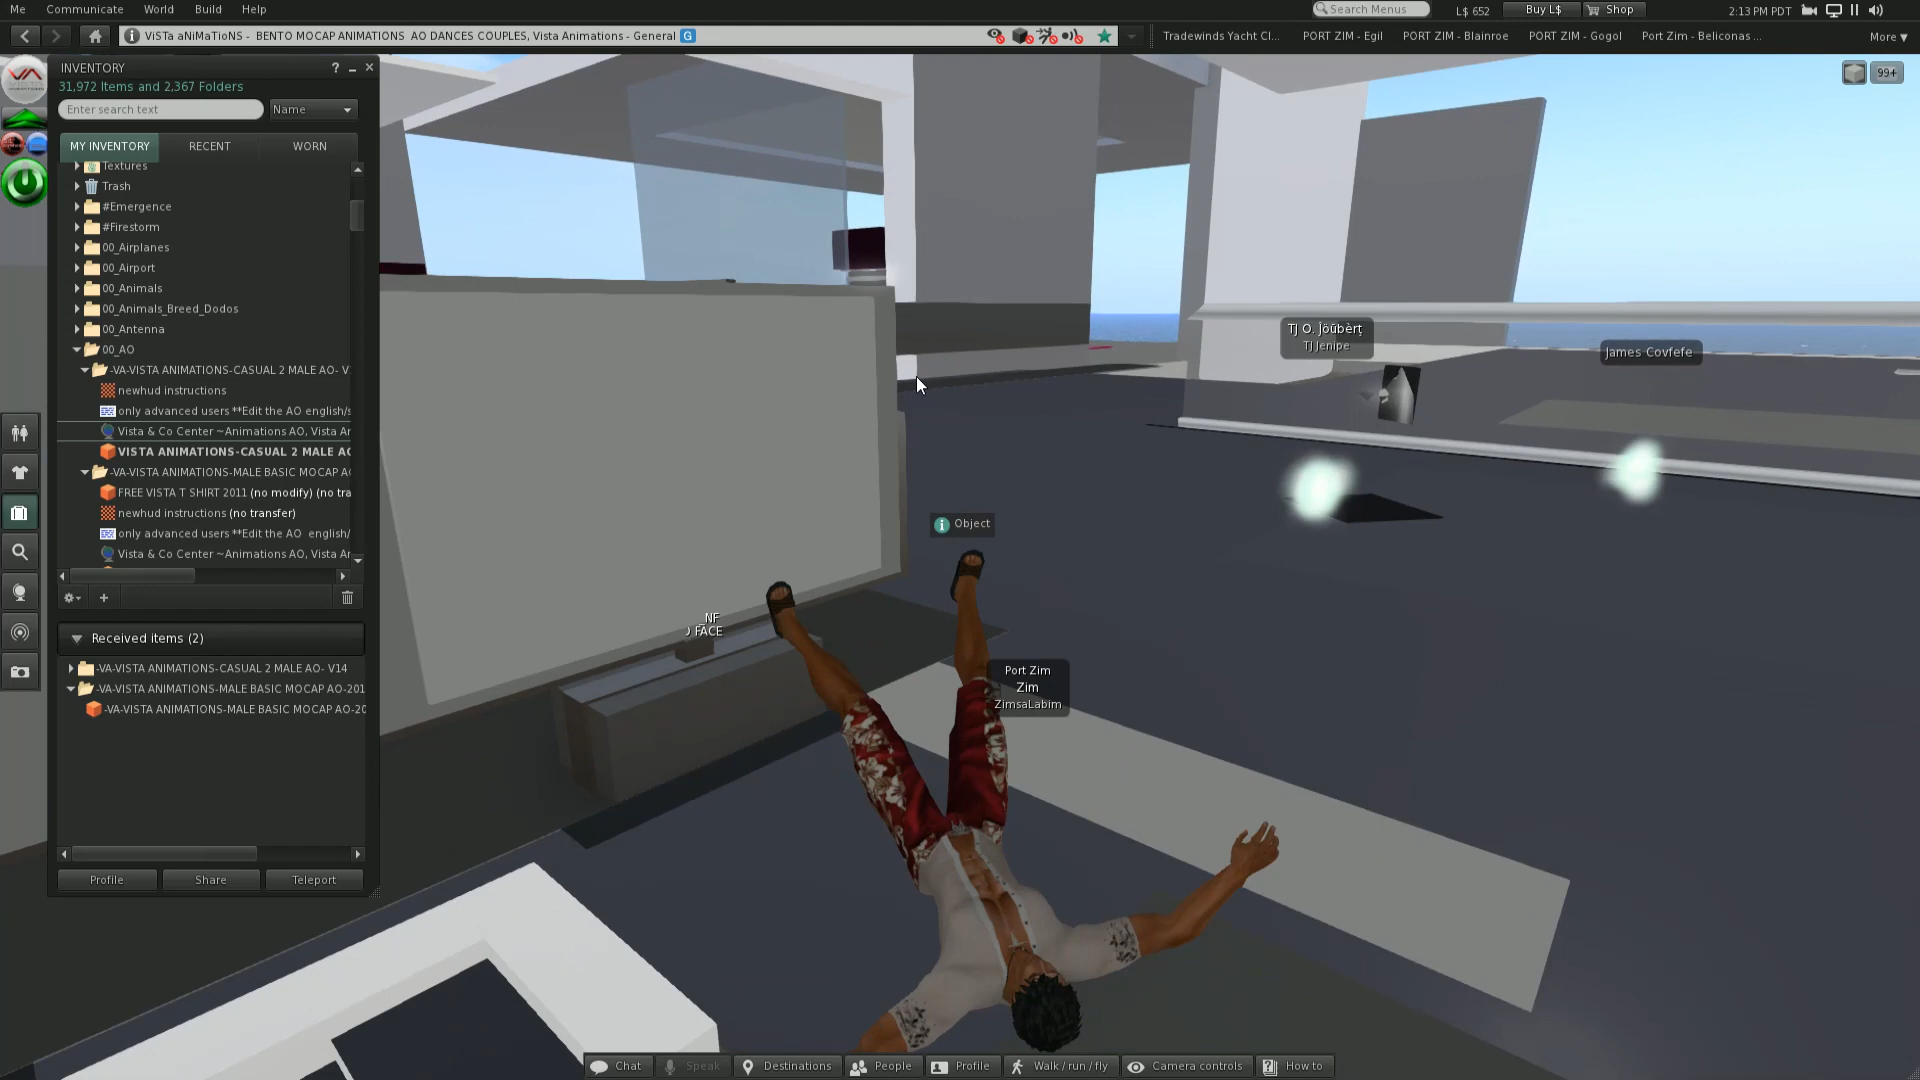 Me Communicate World Build Help
Search Menus
L$ 652
Buy L$
Shop
2:13 PM PDT
ViSTa aNiMaTioNS - BENTO MOCAP ANIMATIONS AO DANCES COUPLES, Vista Animations - General G
Tradewinds Yacht Cl...
PORT ZIM - Egil
PORT ZIM - Blairoe
PORT ZIM - Gogol
Port Zim - Beliconas ...
More ▼
99+
INVENTORY
?
31,972 Items and 2,367 Folders
Enter search text
Name
MY INVENTORY
RECENT
WORN
Textures
Trash
#Emergence
#Firestorm
00_Airplanes
00_Airport
00_Animals
00_Animals_Breed_Dodos
00_Antenna
00_AO
-VA-VISTA ANIMATIONS-CASUAL 2 MALE AO- V
newhud instructions
only advanced users **Edit the AO english/s
Vista & Co Center ~Animations AO, Vista Ar
VISTA ANIMATIONS-CASUAL 2 MALE AC
-VA-VISTA ANIMATIONS-MALE BASIC MOCAP A
FREE VISTA T SHIRT 2011 (no modify) (no tra
newhud instructions (no transfer)
only advanced users **Edit the AO english/
Vista & Co Center ~Animations AO, Vista Ar
Received items (2)
-VA-VISTA ANIMATIONS-CASUAL 2 MALE AO- V14
-VA-VISTA ANIMATIONS-MALE BASIC MOCAP AO-201
-VA-VISTA ANIMATIONS-MALE BASIC MOCAP AO-20
Profile
Share
Teleport
TJ O. Ĵöūbèrţ
TJ Jenipe
James Covfefe
Object
_NF
) FACE
Port Zim
Zim
ZimsaLabim
Chat
Speak
Destinations
People
Profile
Walk / run / fly
Camera controls
How to